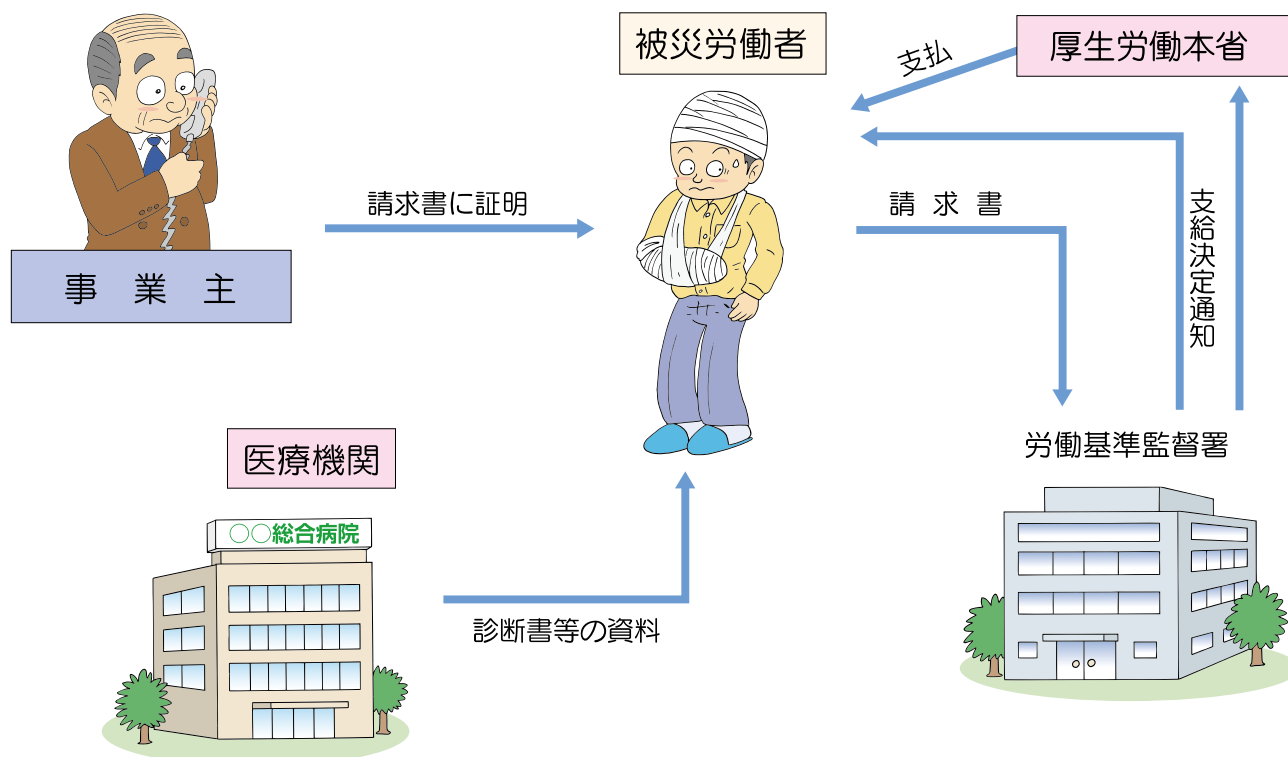 被災労働者
厚生労働本省
支払
請求書に証明
請求書
支給決定通知
事業主
医療機関
労働基準監督署
○○総合病院
診断書等の資料